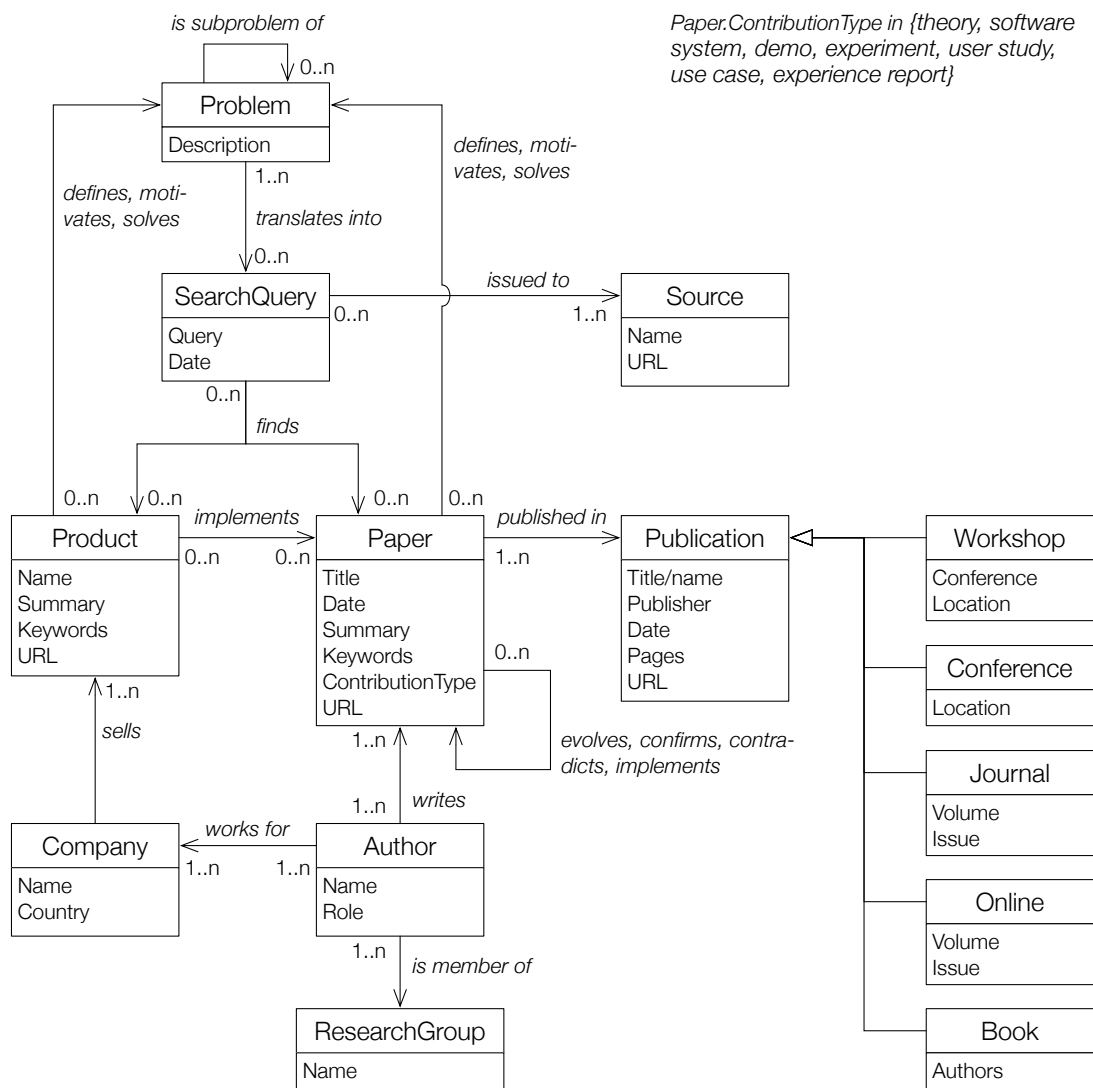 is subproblem of
Paper.ContributionType in {theory, software
system, demo, experiment, user study,
use case, experience report}
0..n
Problem
Description
1..n
defines, moti-
vates, solves
defines, moti-
vates, solves
translates into
0..n
SearchQuery
Query
Date
0..n
issued to
1..n
Source
Name
URL
0..n
finds
0..n
0..n
0..n
0..n
Product
Name
Summary
Keywords
URL
implements
0..n
0..n
Paper
Title
Date
Summary
Keywords
ContributionType
URL
published in
1..n
Publication
Title/name
Publisher
Date
Pages
URL
Workshop
Conference
Location
Conference
Location
Journal
Volume
Issue
Online
Volume
Issue
Book
Authors
0..n
evolves, confirms, contra-
dicts, implements
1..n
sells
1..n
1..n
writes
Company
Name
Country
works for
1..n
1..n
Author
Name
Role
1..n
is member of
ResearchGroup
Name